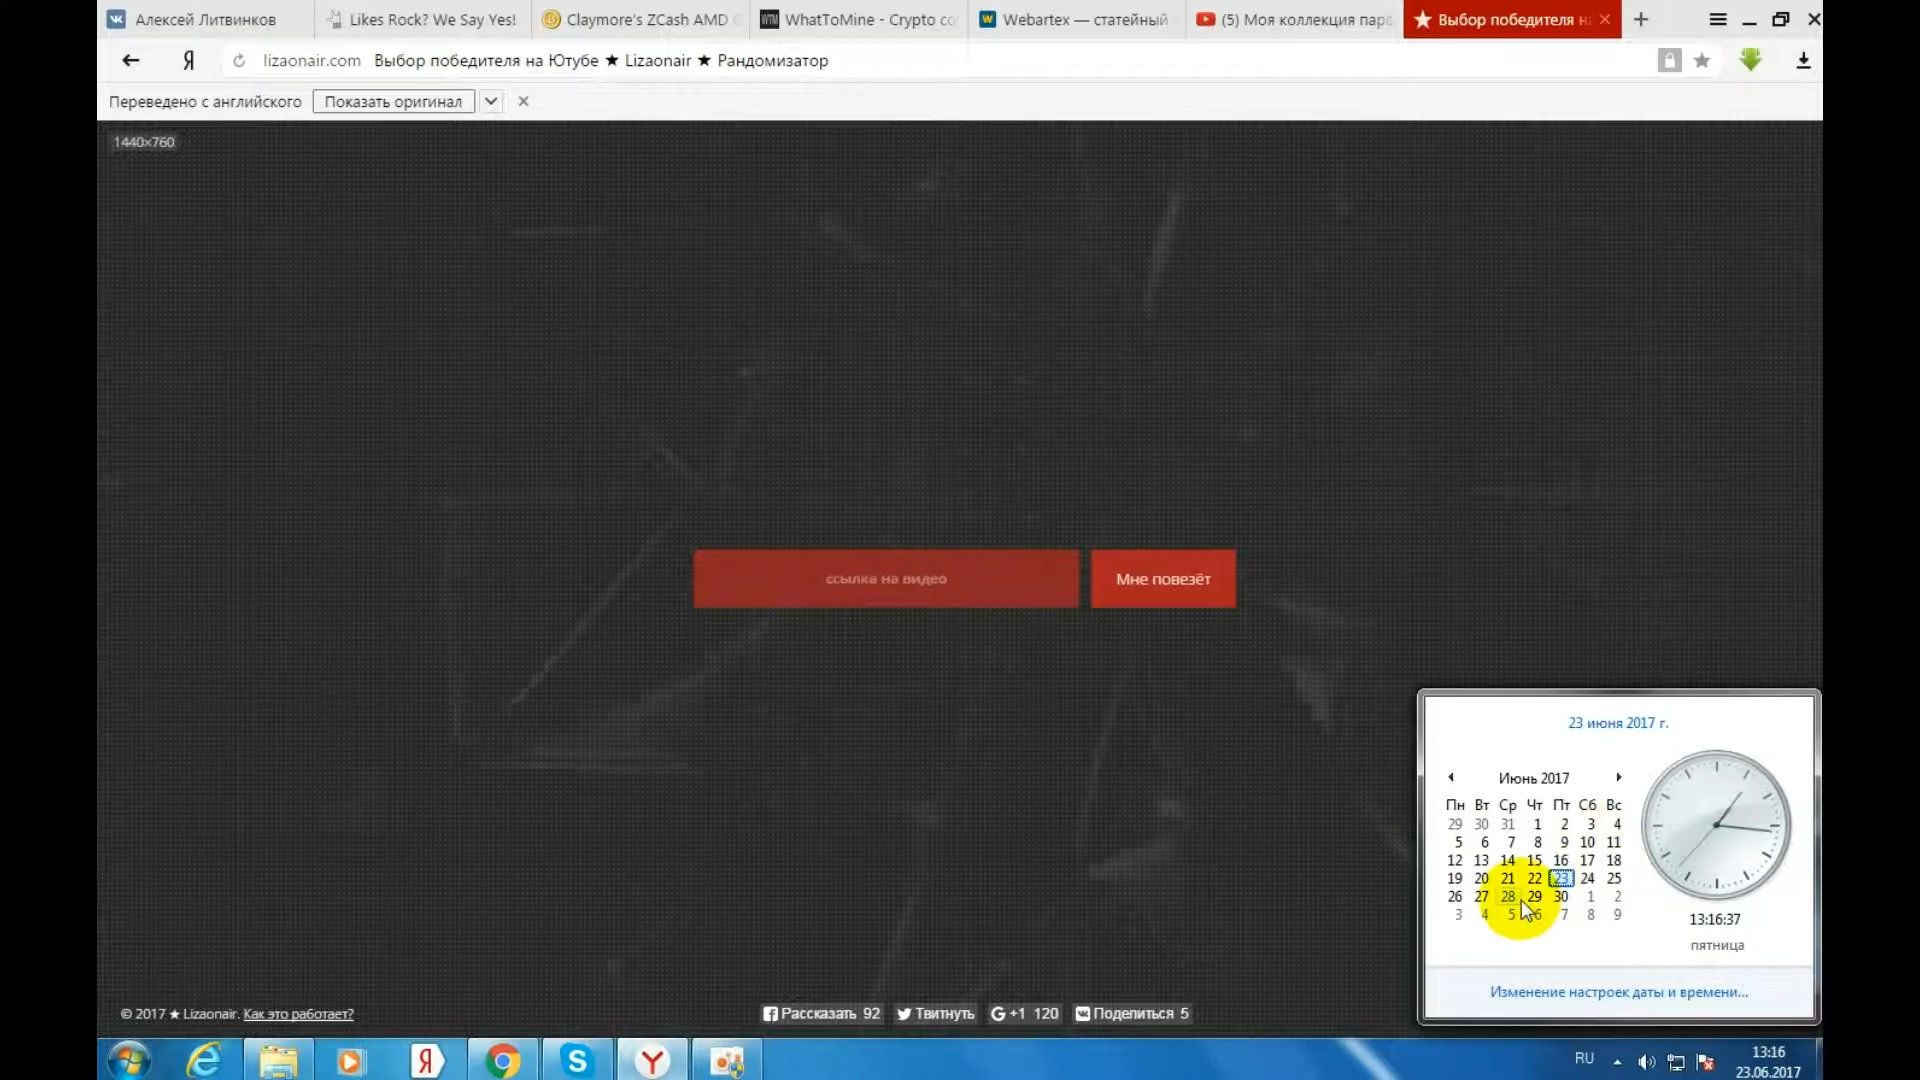 Алексей Литвинков
Likes Rock? We Say Yes!
Claymore's ZCash AMD
WhatToMine - Crypto co
Webartex — статейный
(5) Моя коллекция пар
Выбор победителя н
lizaonair.com Выбор победителя на Ютубе ★ Lizaonair ★ Рандомизатор
Переведено с английского Показать оригинал
1440×760
ссылка на видео Мне повезёт
23 июня 2017 г.
Июнь 2017
Пн Вт Ср Чт Пт Сб Вс
29 30 31 1 2 3 4
5 6 7 8 9 10 11
12 13 14 15 16 17 18
19 20 21 22 23 24 25
26 27 28 29 30 1 2
3 4 5 6 7 8 9
13:16:37
пятница
Изменение настроек даты и времени...
© 2017 ★ Lizaonair. Как это работает?
Рассказать 92 Твитнуть G+1 120 Поделиться 5
RU
13:16
23.06.2017